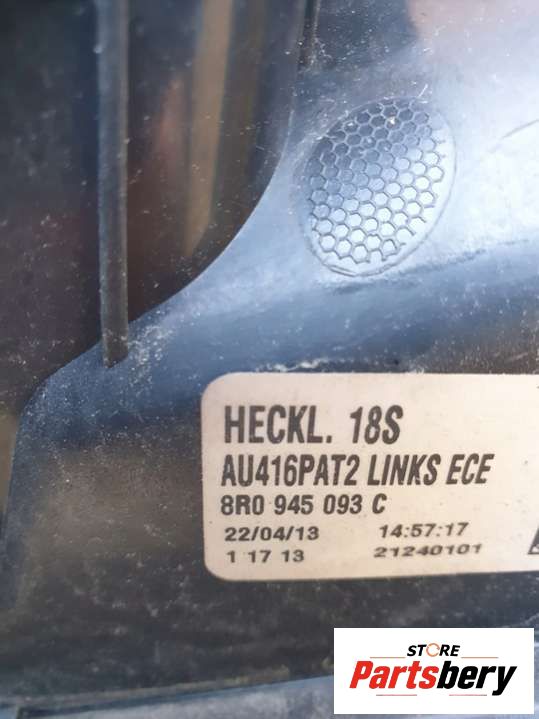 HECKL. 18S
AU416PAT2 LINKS ECE
8R0 945 093 C
22/04/13 14:57:17
1 17 13 21240101
STORE
Partsbery